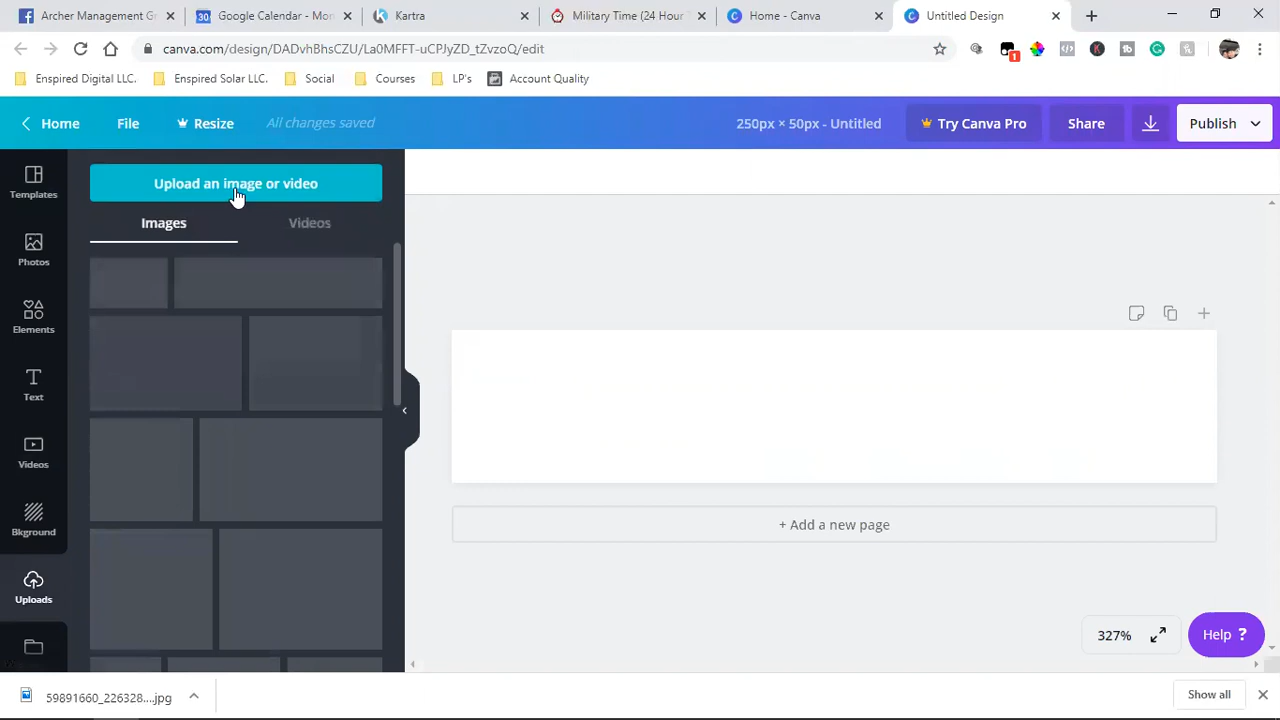 Archer Management Gr
Google Calendar - Mon
Kartra
Military Time (24 Hour T
Home - Canva
Untitled Design
canva.com/design/DADvhBhsCZU/La0MFFT-uCPJyZD_tZvzoQ/edit
1
Enspired Digital LLC.
Enspired Solar LLC.
Social
Courses
LP's
Account Quality
Home
File
Resize
All changes saved
250px × 50px - Untitled
Try Canva Pro
Share
Publish
Templates
Photos
Elements
Text
Videos
Bkground
Uploads
Upload an image or video
Images
Videos
+ Add a new page
327%
Help ?
59891660_226328....jpg
Show all